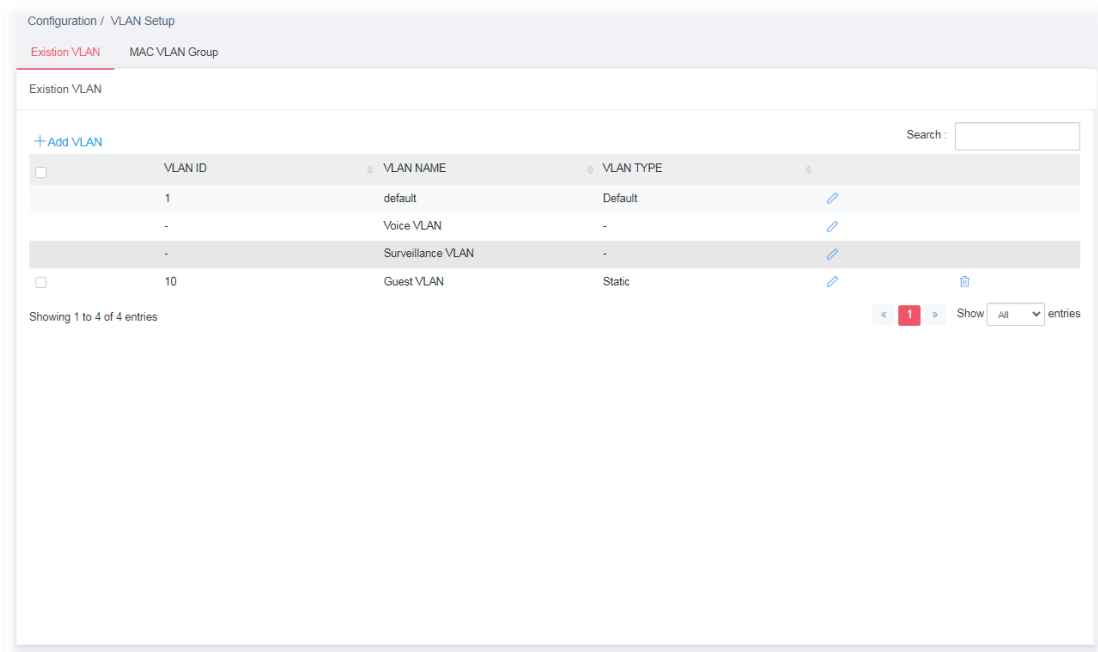 Configuration / VLAN Setup
Existion VLAN MAC VLAN Group
Existion VLAN
+Add VLAN Search :
VLAN ID VLAN NAME VLAN TYPE
1 default Default
- Voice VLAN -
- Surveillance VLAN -
10 Guest VLAN Static
Showing 1 to 4 of 4 entries « 1 » Show All entries